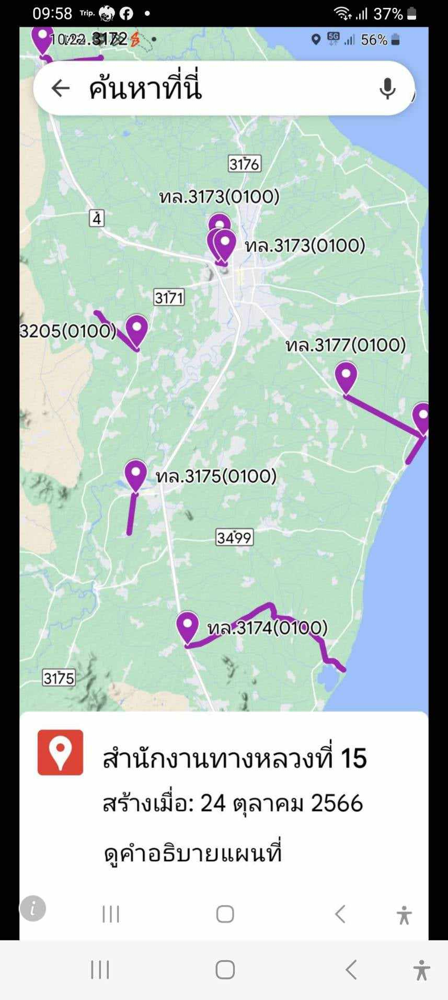 09:58 Trip. 37%
10:22 .3172 5G 56%
ค้นหาที่นี่
3176
ทล.3173(0100)
4
ทล.3173(0100)
3171
3205(0100)
ทล.3177(0100)
ทล.3175(0100)
3499
ทล.3174(0100)
3175
สำนักงานทางหลวงที่ 15
สร้างเมื่อ: 24 ตุลาคม 2566
ดูคำอธิบายแผนที่